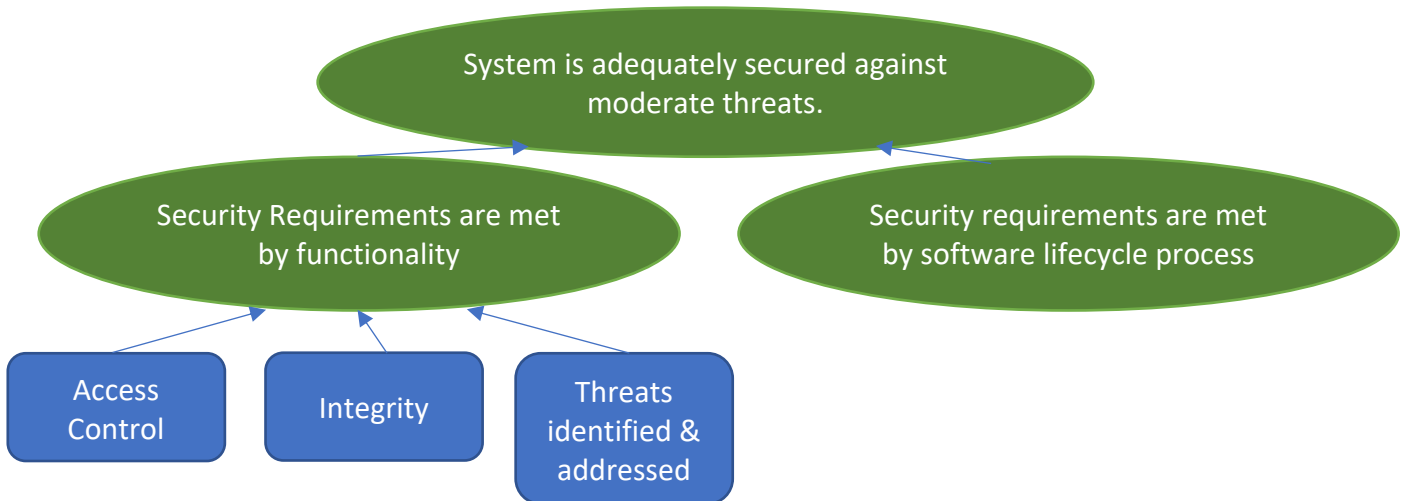 System is adequately secured against
moderate threats.
Security Requirements are met
by functionality
Security requirements are met
by software lifecycle process
Access
Control
Integrity
Threats
identified &
addressed